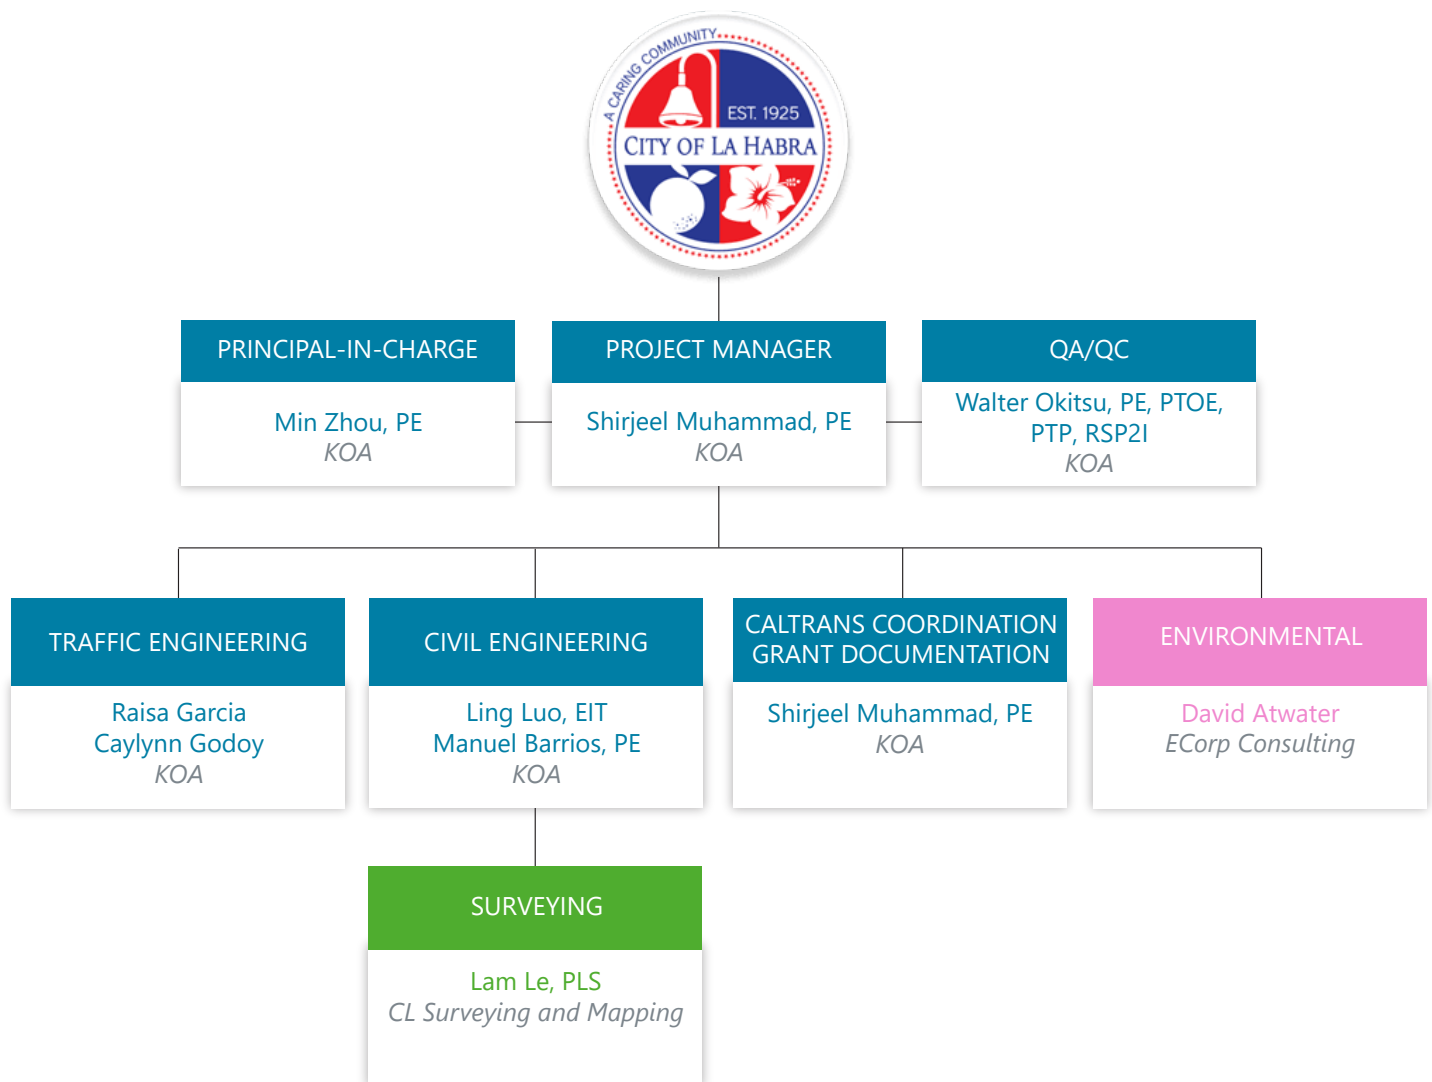 A CARING COMMUNITY
EST. 1925
CITY OF LA HABRA
PRINCIPAL-IN-CHARGE
Min Zhou, PE
KOA
PROJECT MANAGER
Shirjeel Muhammad, PE
KOA
QA/QC
Walter Okitsu, PE, PTOE,
PTP, RSP2I
KOA
TRAFFIC ENGINEERING
Raisa Garcia
Caylynn Godoy
KOA
CIVIL ENGINEERING
Ling Luo, EIT
Manuel Barrios, PE
KOA
CALTRANS COORDINATION
GRANT DOCUMENTATION
Shirjeel Muhammad, PE
KOA
ENVIRONMENTAL
David Atwater
ECorp Consulting
SURVEYING
Lam Le, PLS
CL Surveying and Mapping